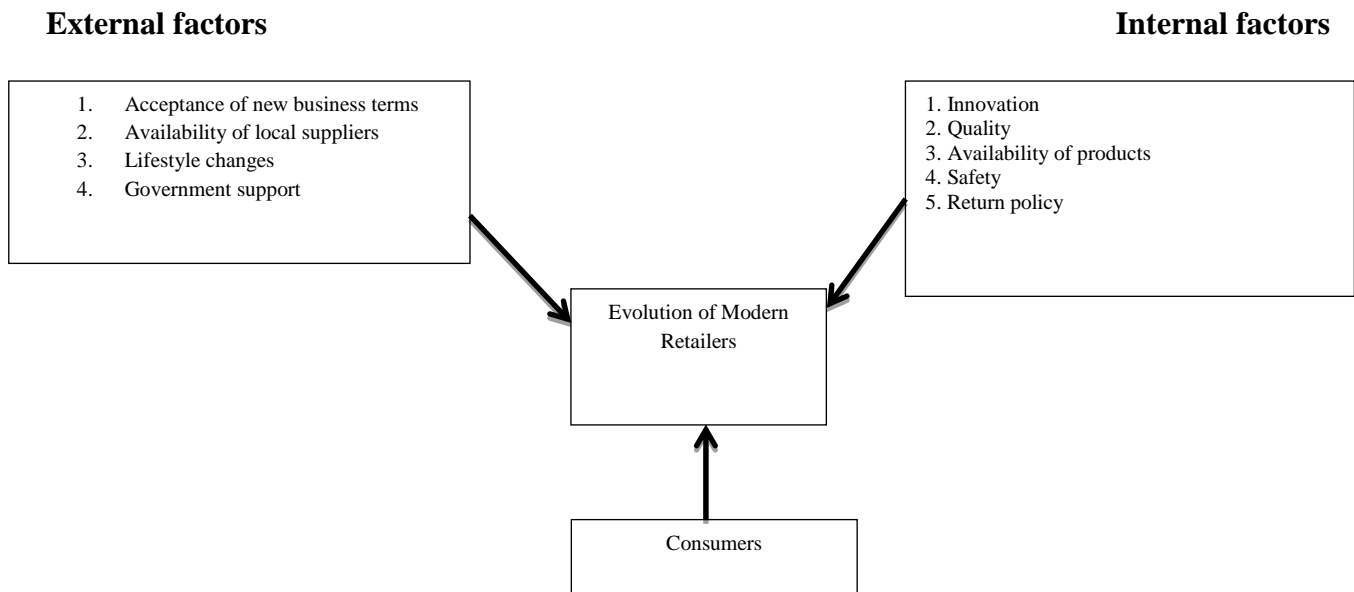 External factors
Internal factors
1. Acceptance of new business terms
2. Availability of local suppliers
3. Lifestyle changes
4. Government support
1. Innovation
2. Quality
3. Availability of products
4. Safety
5. Return policy
Evolution of Modern
Retailers
Consumers